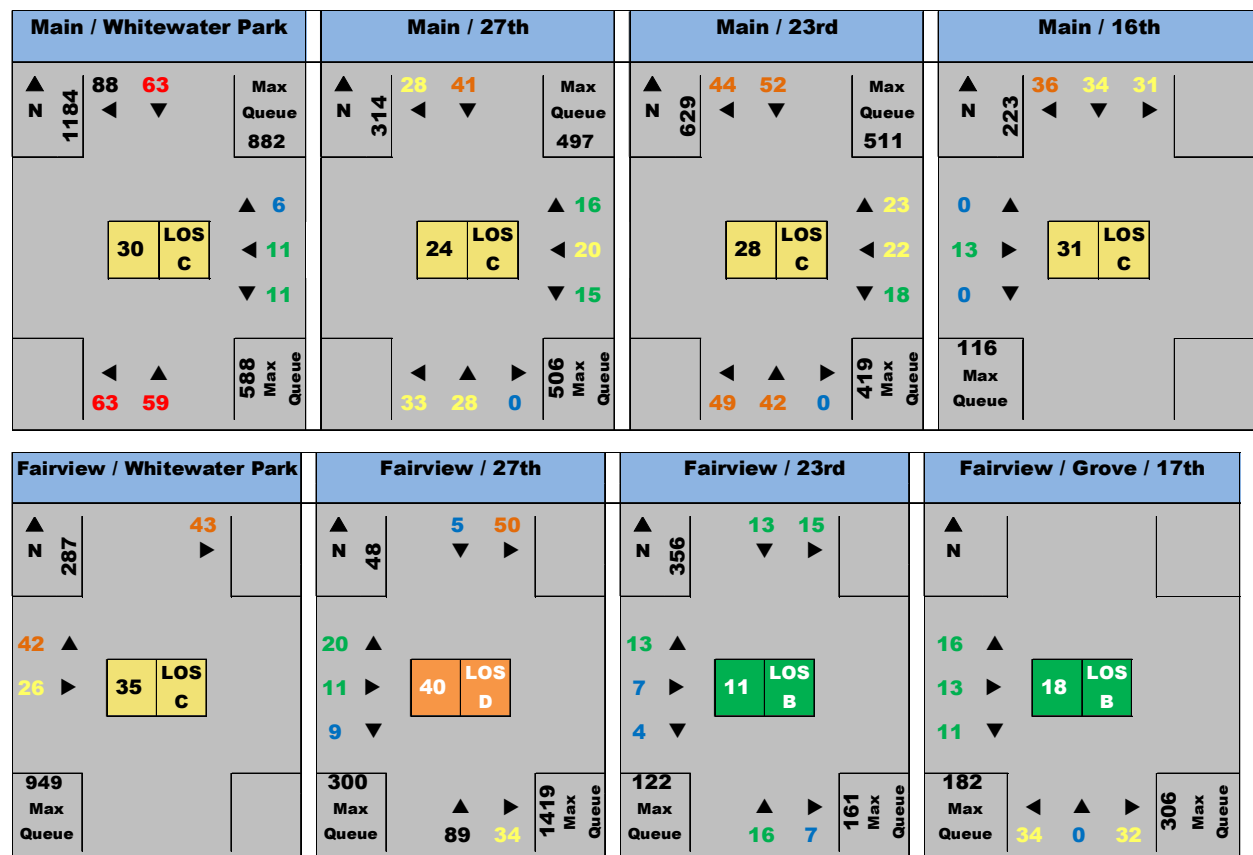 Main / Whitewater Park
Main / 27th
Main / 23rd
Main / 16th
N
1184
88 63
Max
Queue
882
6
11
11
30 LOS
C
63 59
588
Max
Queue
N
314
28 41
Max
Queue
497
16
20
15
24 LOS
C
33 28 0
506
Max
Queue
N
629
44 52
Max
Queue
511
23
22
18
28 LOS
C
49 42 0
419
Max
Queue
N
223
36 34 31
0
13
0
31 LOS
C
116
Max
Queue
Fairview / Whitewater Park
Fairview / 27th
Fairview / 23rd
Fairview / Grove / 17th
N
287
43
42
26
35 LOS
C
949
Max
Queue
N
48
5 50
20
11
9
40 LOS
D
300
Max
Queue
89 34
1419
Max
Queue
N
356
13 15
13
7
4
11 LOS
B
122
Max
Queue
16 7
161
Max
Queue
N
16
13
11
18 LOS
B
182
Max
Queue
34 0 32
306
Max
Queue